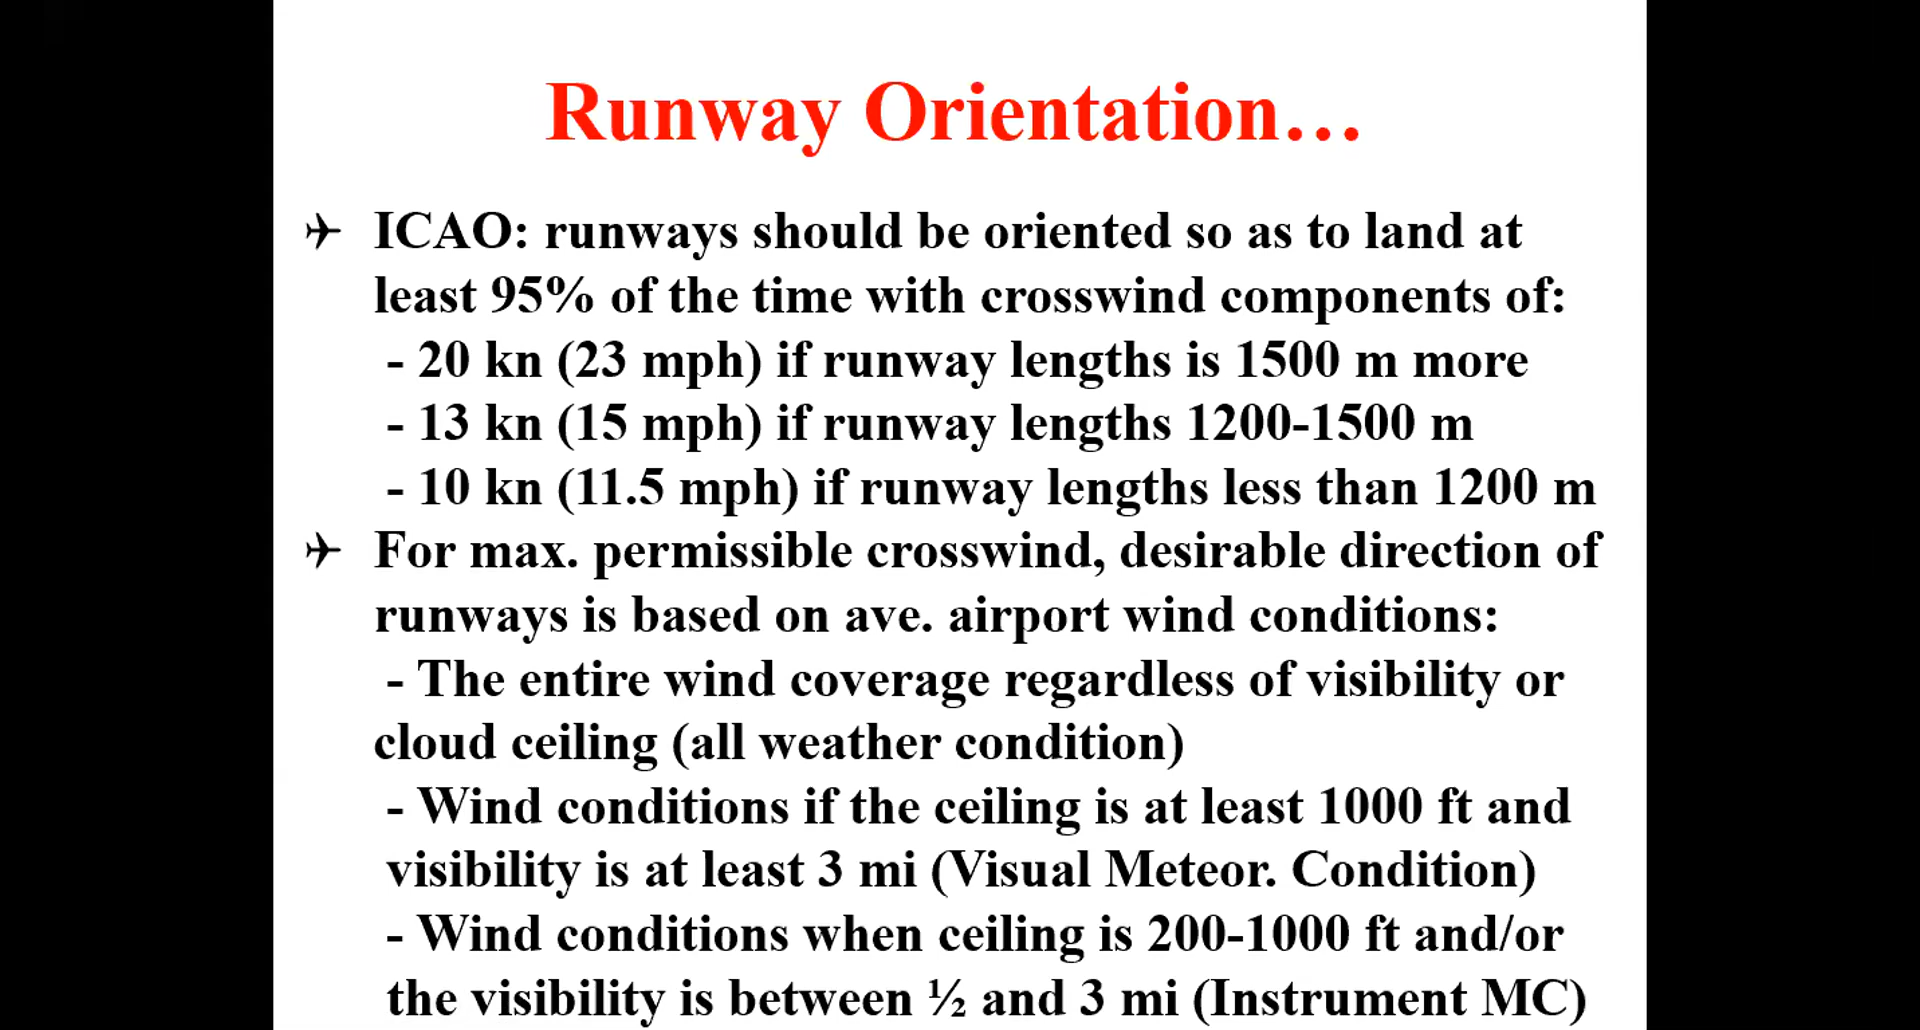 Runway Orientation…
ICAO: runways should be oriented so as to land at
least 95% of the time with crosswind components of:
- 20 kn (23 mph) if runway lengths is 1500 m more
- 13 kn (15 mph) if runway lengths 1200-1500 m
- 10 kn (11.5 mph) if runway lengths less than 1200 m
For max. permissible crosswind, desirable direction of
runways is based on ave. airport wind conditions:
- The entire wind coverage regardless of visibility or
cloud ceiling (all weather condition)
- Wind conditions if the ceiling is at least 1000 ft and
visibility is at least 3 mi (Visual Meteor. Condition)
- Wind conditions when ceiling is 200-1000 ft and/or
the visibility is between ½ and 3 mi (Instrument MC)